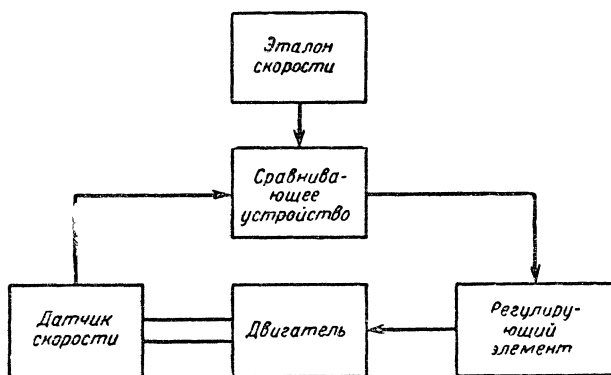 Эталон
скорости
Сравнива-
ющее
устройство
Датчик
скорости
Двигатель
Регулиру-
ющий
элемент